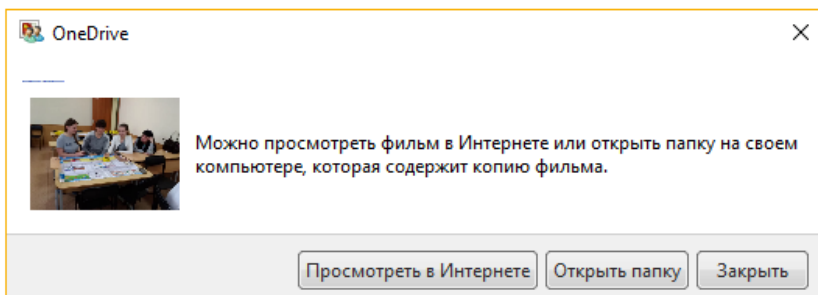 OneDrive
Можно просмотреть фильм в Интернете или открыть папку на своем
компьютере, которая содержит копию фильма.
Просмотреть в Интернете Открыть папку Закрыть